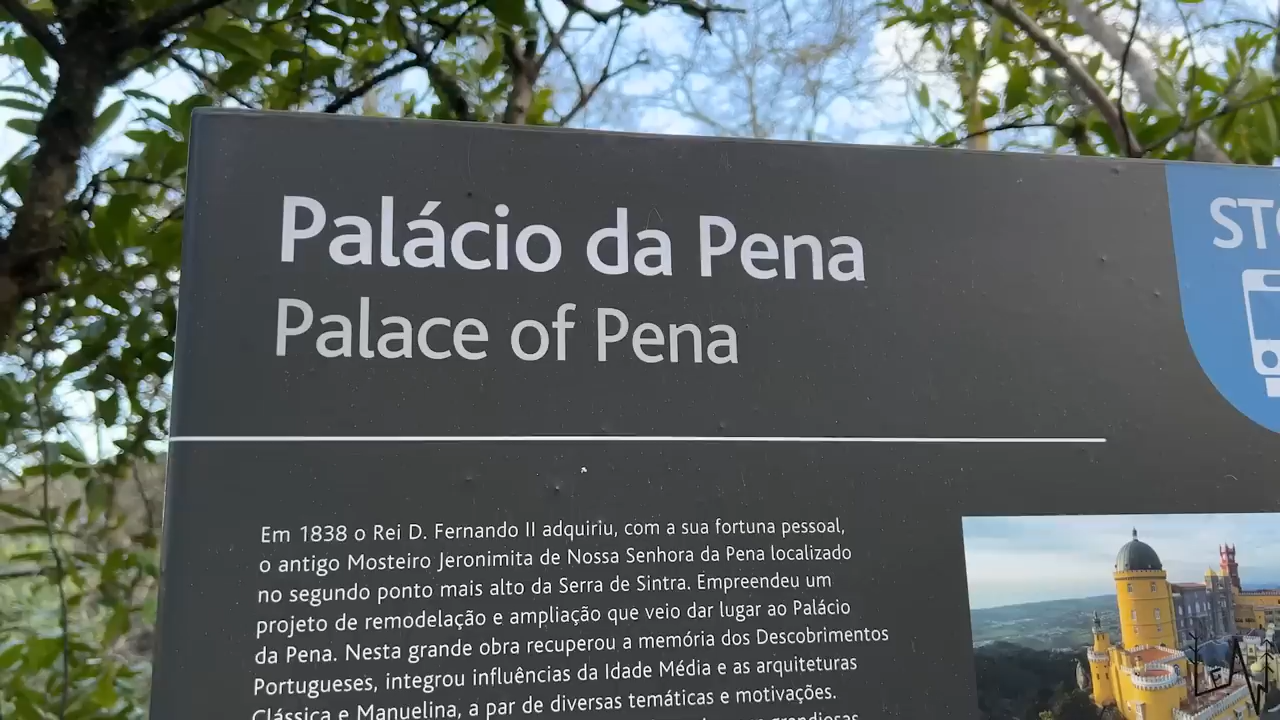 Palácio da Pena
Palace of Pena
Em 1838 o Rei D. Fernando II adquiriu, com a sua fortuna pessoal,
o antigo Mosteiro Jeronimita de Nossa Senhora da Pena localizado
no segundo ponto mais alto da Serra de Sintra. Empreendeu um
projeto de remodelação e ampliação que veio dar lugar ao Palácio
da Pena. Nesta grande obra recuperou a memória dos Descobrimentos
Portugueses, integrou influências da Idade Média e as arquiteturas
Clássica e Manuelina, a par de diversas temáticas e motivações.
grandiosas